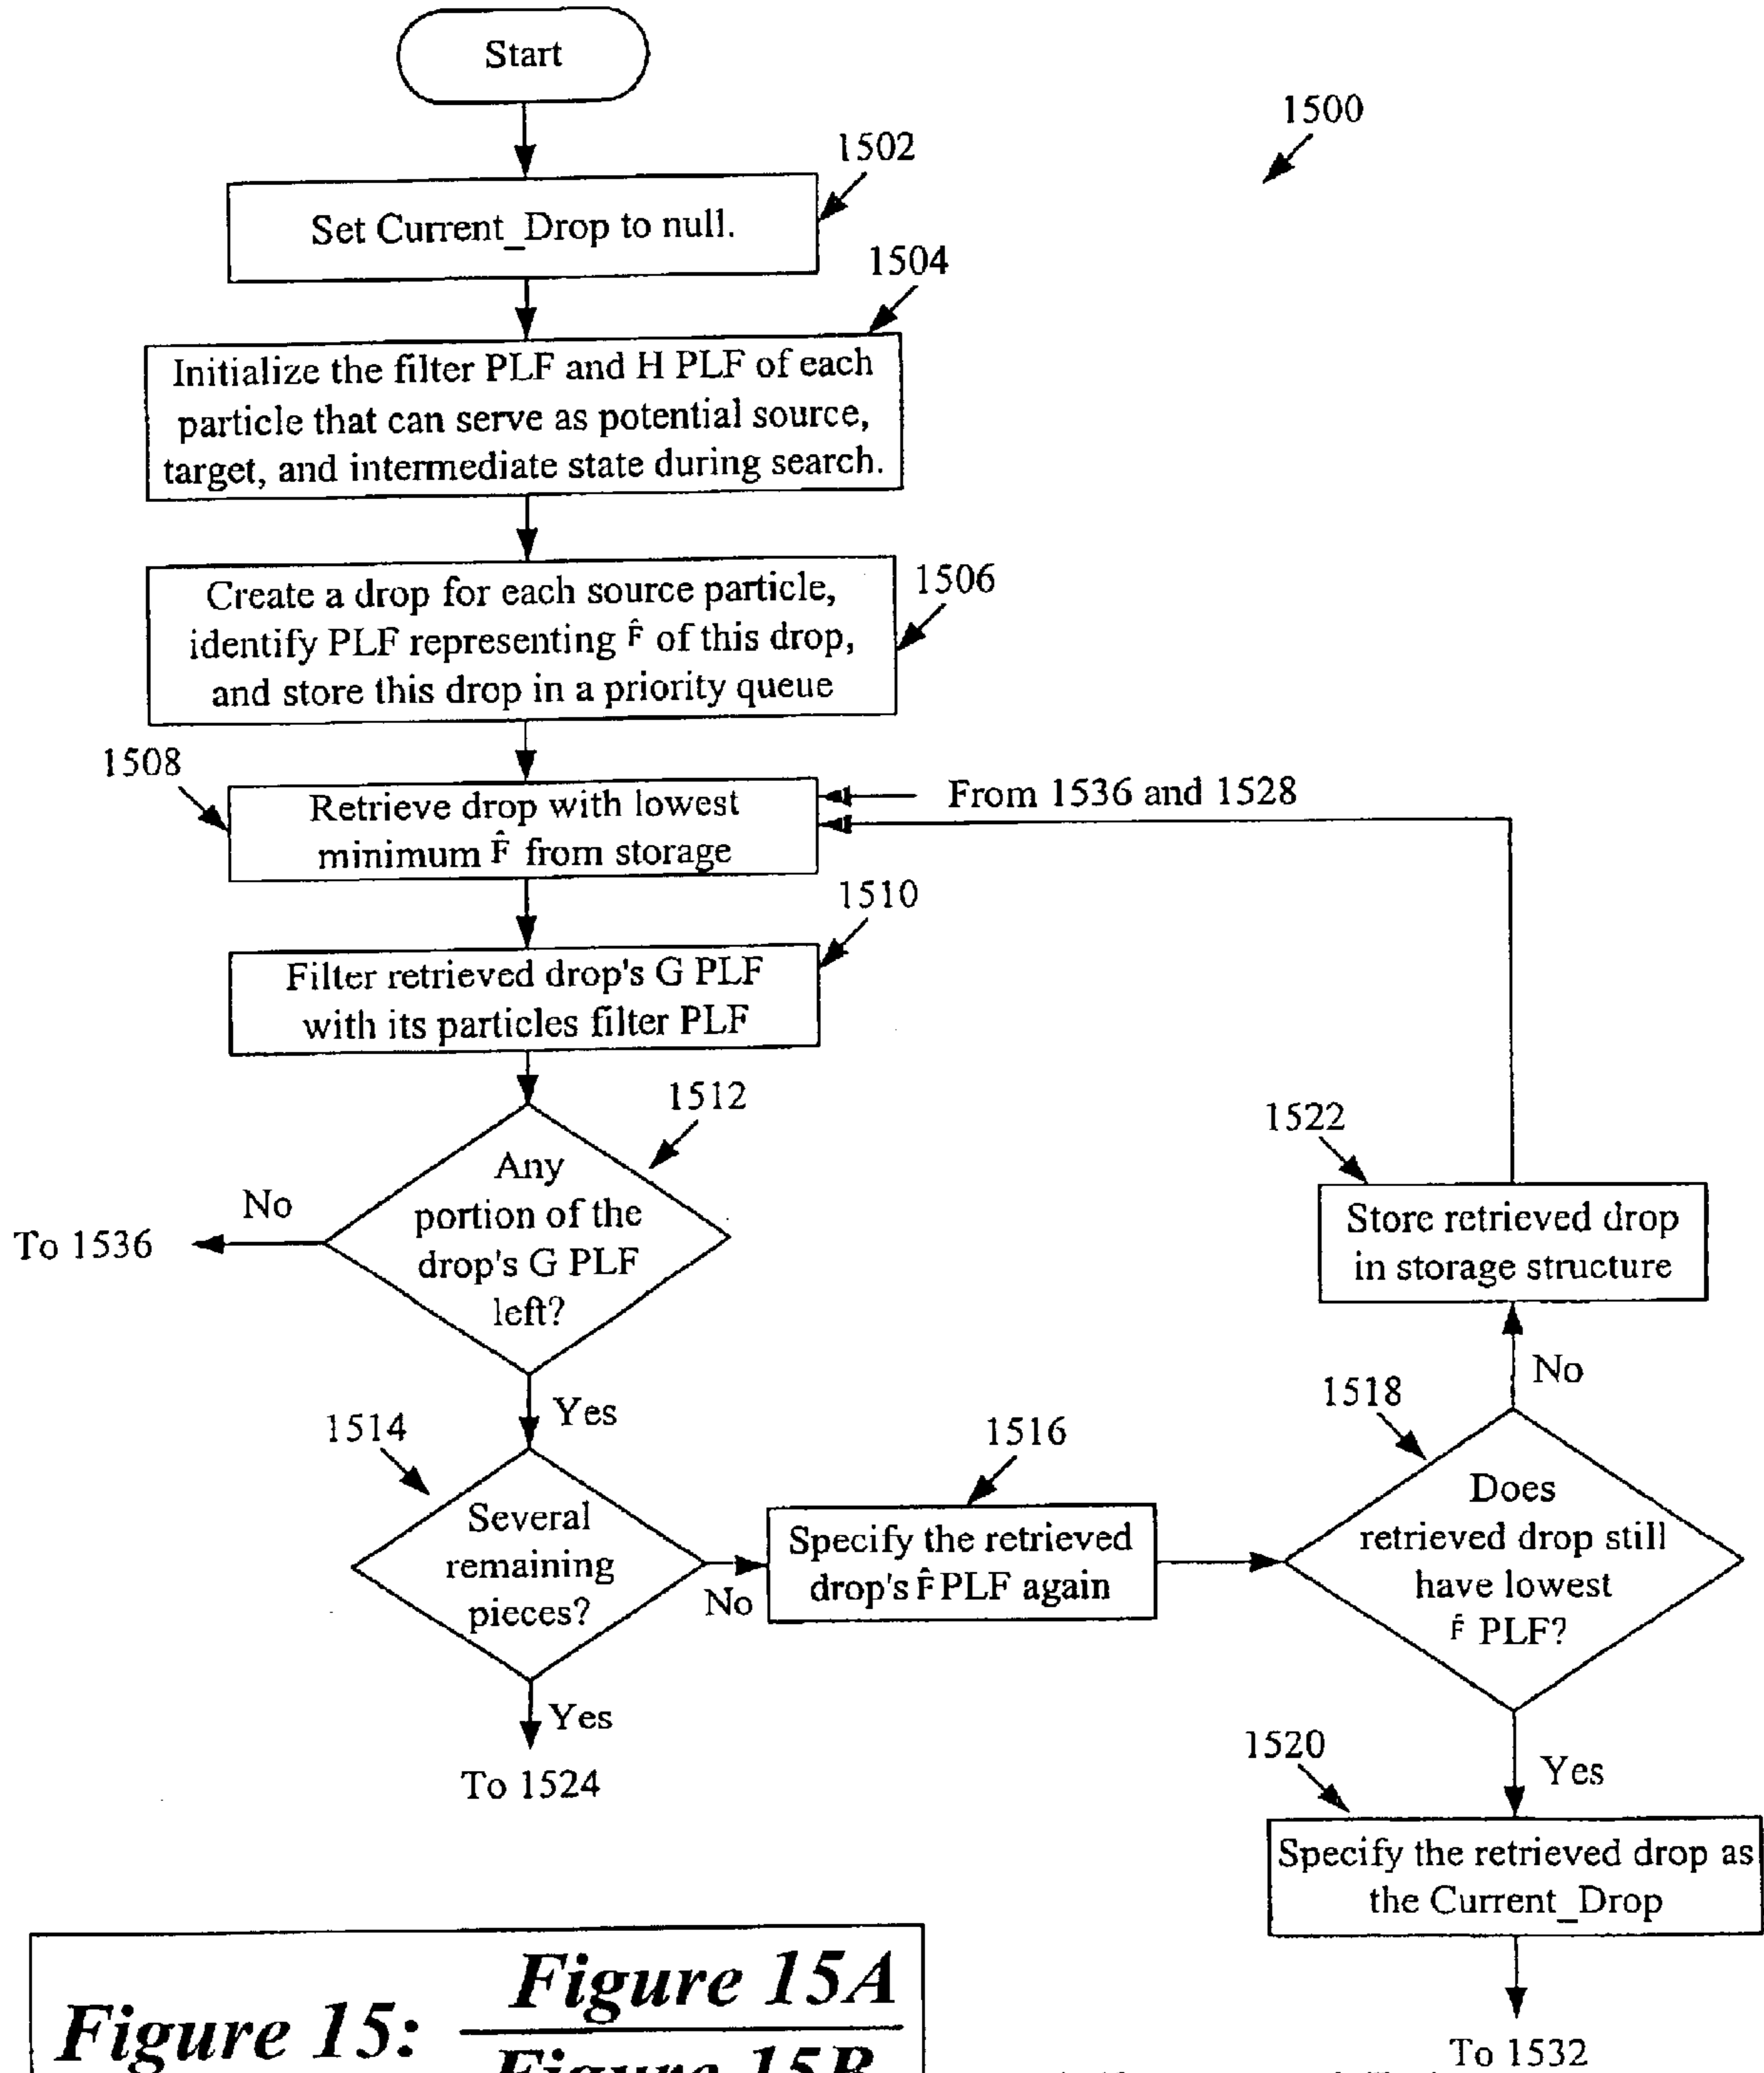 Start
1500
1502
Set Current_Drop to null.
1504
Initialize the filter PLF and H PLF of each
particle that can serve as potential source,
target, and intermediate state during search.
Create a drop for each source particle,
identify PLF representing F̂ of this drop,
and store this drop in a priority queue
1506
1508
Retrieve drop with lowest
minimum F̂ from storage
From 1536 and 1528
1510
Filter retrieved drop's G PLF
with its particles filter PLF
1512
Any
portion of the
drop's G PLF
left?
No
To 1536
Yes
1514
Several
remaining
pieces?
No
Yes
To 1524
1516
Specify the retrieved
drop's F̂ PLF again
1518
Does
retrieved drop still
have lowest
F̂ PLF?
No
1522
Store retrieved drop
in storage structure
Yes
1520
Specify the retrieved drop as
the Current_Drop
To 1532
Figure 15:
Figure 15A
Figure 15B